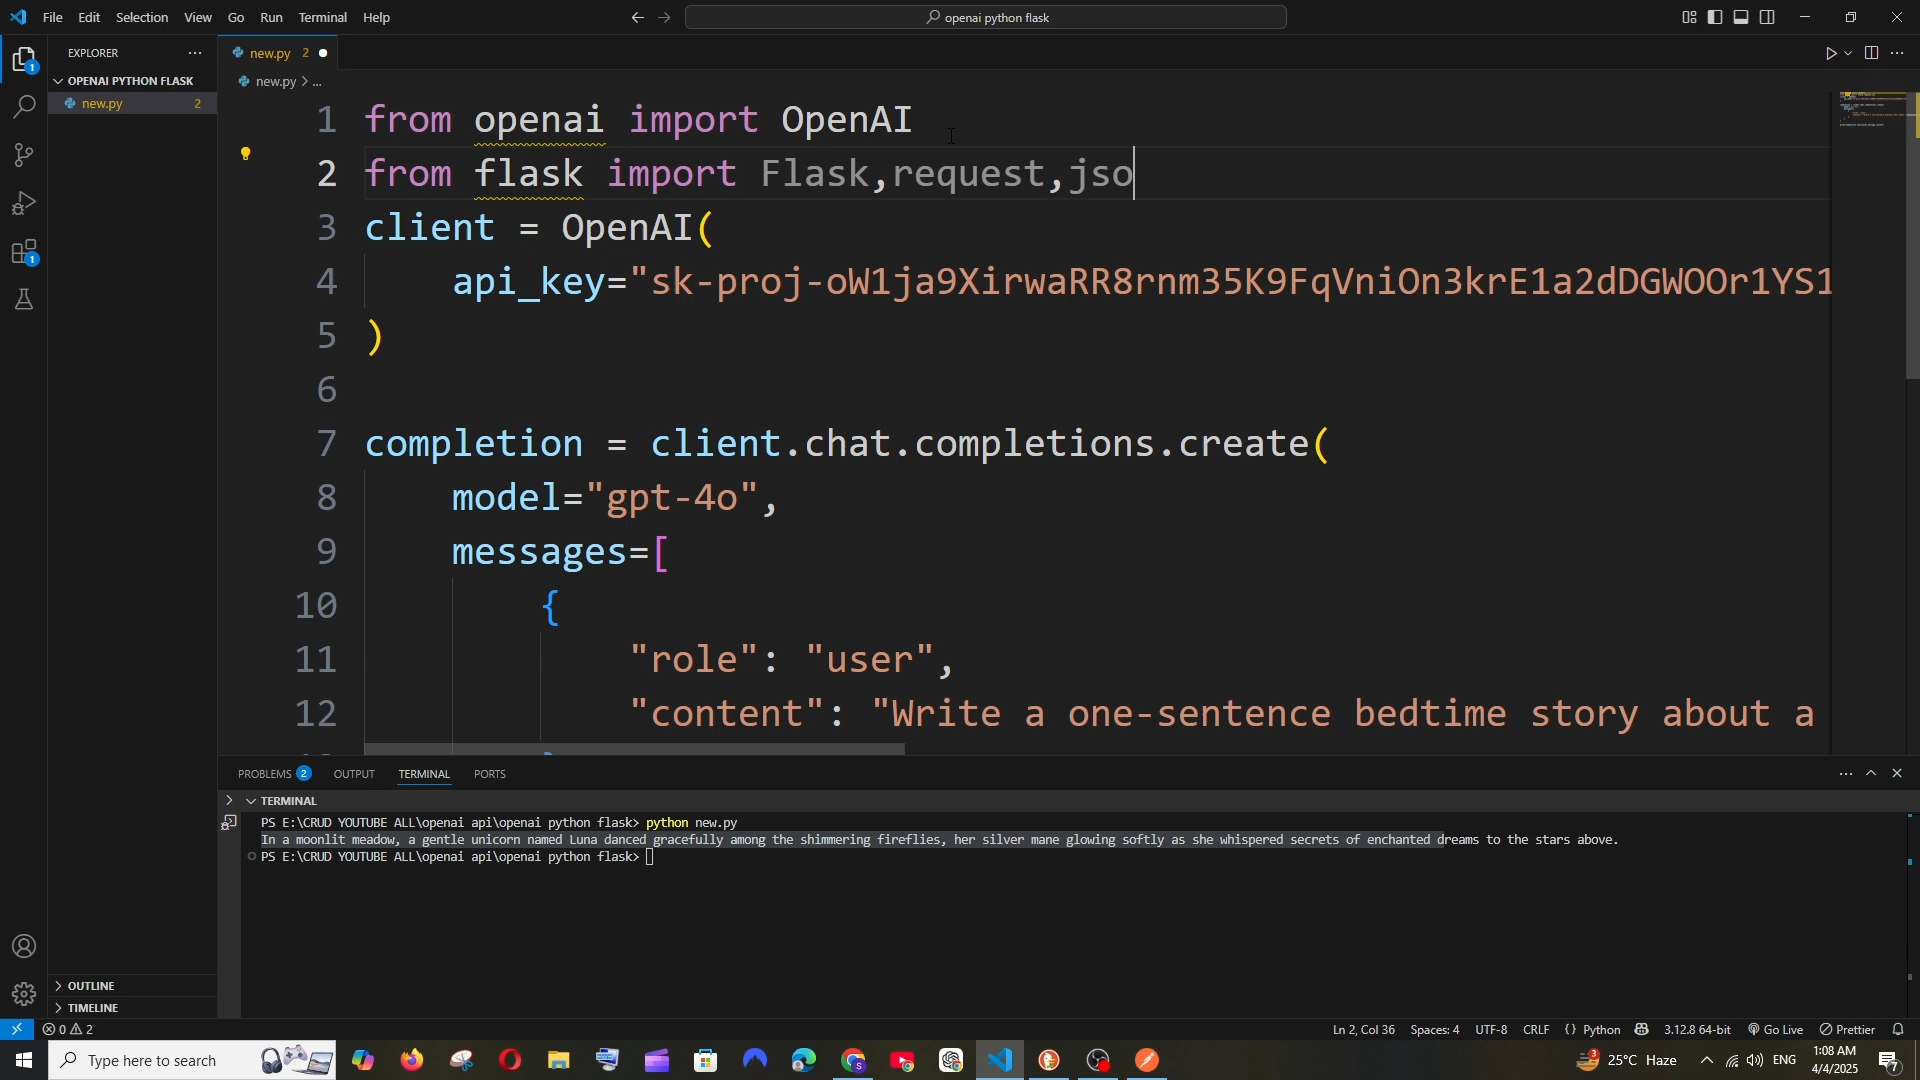 File Edit Selection View Go Run Terminal Help
openai python flask
EXPLORER
OPENAI PYTHON FLASK
new.py 2
OUTLINE
TIMELINE
new.py 2
new.py > ...
1 from openai import OpenAI
2 from flask import Flask,request,jso
3 client = OpenAI(
4 api_key="sk-proj-oW1ja9XirwaRR8rnm35K9FqVniOn3krE1a2dDGWOOr1YS1
5 )
6
7 completion = client.chat.completions.create(
8 model="gpt-4o",
9 messages=[
10 {
11 "role": "user",
12 "content": "Write a one-sentence bedtime story about a
PROBLEMS 2 OUTPUT TERMINAL PORTS
TERMINAL
PS E:\CRUD YOUTUBE ALL\openai api\openai python flask> python new.py
In a moonlit meadow, a gentle unicorn named Luna danced gracefully among the shimmering fireflies, her silver mane glowing softly as she whispered secrets of enchanted dreams to the stars above.
PS E:\CRUD YOUTUBE ALL\openai api\openai python flask>
0 2 Ln 2, Col 36 Spaces: 4 UTF-8 CRLF {} Python 3.12.8 64-bit Go Live Prettier
Type here to search
25°C Haze
ENG
1:08 AM
4/4/2025